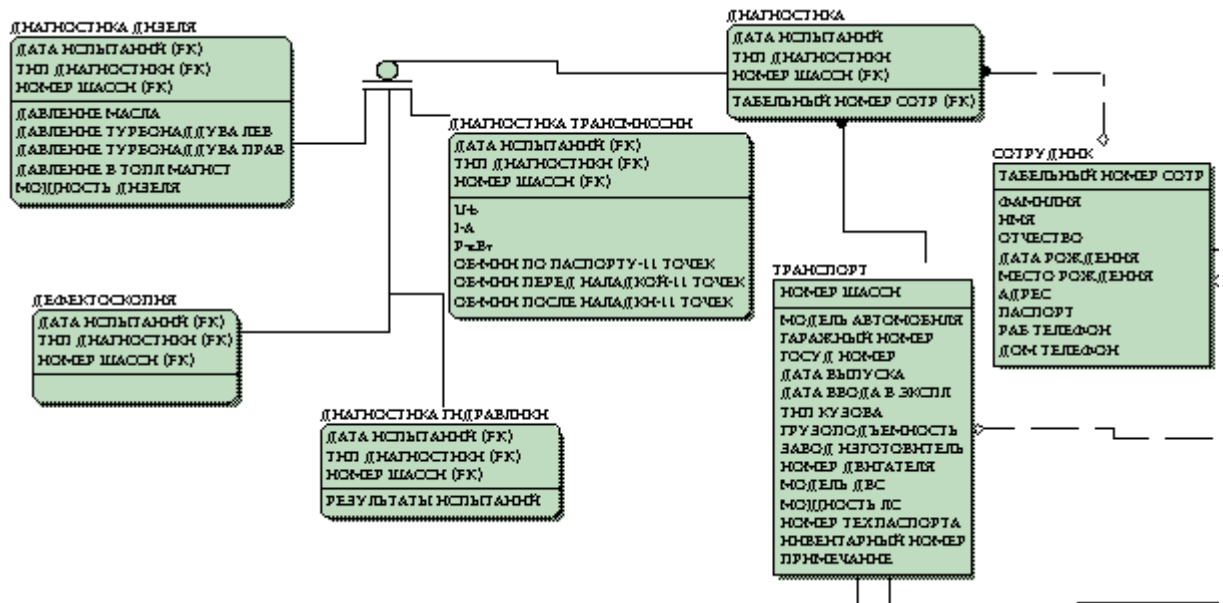 ДИАГНОСТИКА ДИЗЕЛЯ
ДАТА ИСПЫТАНИЙ (FK)
ТИП ДИАГНОСТИКИ (FK)
НОМЕР ШАССИ (FK)
ДАВЛЕНИЕ МАСЛА
ДАВЛЕНИЕ ТУРБОНАДДУВА ЛЕВ
ДАВЛЕНИЕ ТУРБОНАДДУВА ПРАВ
ДАВЛЕНИЕ В ТОПЛ МАГИСТ
МОЩНОСТЬ ДИЗЕЛЯ
ДИАГНОСТИКА
ДАТА ИСПЫТАНИЙ
ТИП ДИАГНОСТИКИ
НОМЕР ШАССИ (FK)
ТАБЕЛЬНЫЙ НОМЕР СОТР (FK)
ДИАГНОСТИКА ТРАНСМИССИИ
ДАТА ИСПЫТАНИЙ (FK)
ТИП ДИАГНОСТИКИ (FK)
НОМЕР ШАССИ (FK)
I-А
Р-кВт
ОБ-МИН ПО ПАСПОРТУ-11 ТОЧЕК
ОБ-МИН ПЕРЕД НАЛАДКОЙ-11 ТОЧЕК
ОБ-МИН ПОСЛЕ НАЛАДКИ-11 ТОЧЕК
СОТРУДНИК
ТАБЕЛЬНЫЙ НОМЕР СОТР
ФАМИЛИЯ
ИМЯ
ОТЧЕСТВО
ДАТА РОЖДЕНИЯ
МЕСТО РОЖДЕНИЯ
АДРЕС
ПАСПОРТ
РАБ ТЕЛЕФОН
ДОМ ТЕЛЕФОН
ДЕФЕКТОСКОПИЯ
ДАТА ИСПЫТАНИЙ (FK)
ТИП ДИАГНОСТИКИ (FK)
НОМЕР ШАССИ (FK)
ДИАГНОСТИКА ГИДРАВЛИКИ
ДАТА ИСПЫТАНИЙ (FK)
ТИП ДИАГНОСТИКИ (FK)
НОМЕР ШАССИ (FK)
РЕЗУЛЬТАТЫ ИСПЫТАНИЙ
ТРАНСПОРТ
НОМЕР ШАССИ
МОДЕЛЬ АВТОМОБИЛЯ
ГАРАЖНЫЙ НОМЕР
ГОСУД НОМЕР
ДАТА ВЫПУСКА
ДАТА ВВОДА В ЭКСПЛ
ТИП КУЗОВА
ГРУЗОПОДЪЕМНОСТЬ
ЗАВОД ИЗГОТОВИТЕЛЬ
НОМЕР ДВИГАТЕЛЯ
МОДЕЛЬ ДВС
МОЩНОСТЬ ЛС
НОМЕР ТЕХПАСПОРТА
ИНВЕНТАРНЫЙ НОМЕР
ПРИМЕЧАНИЕ